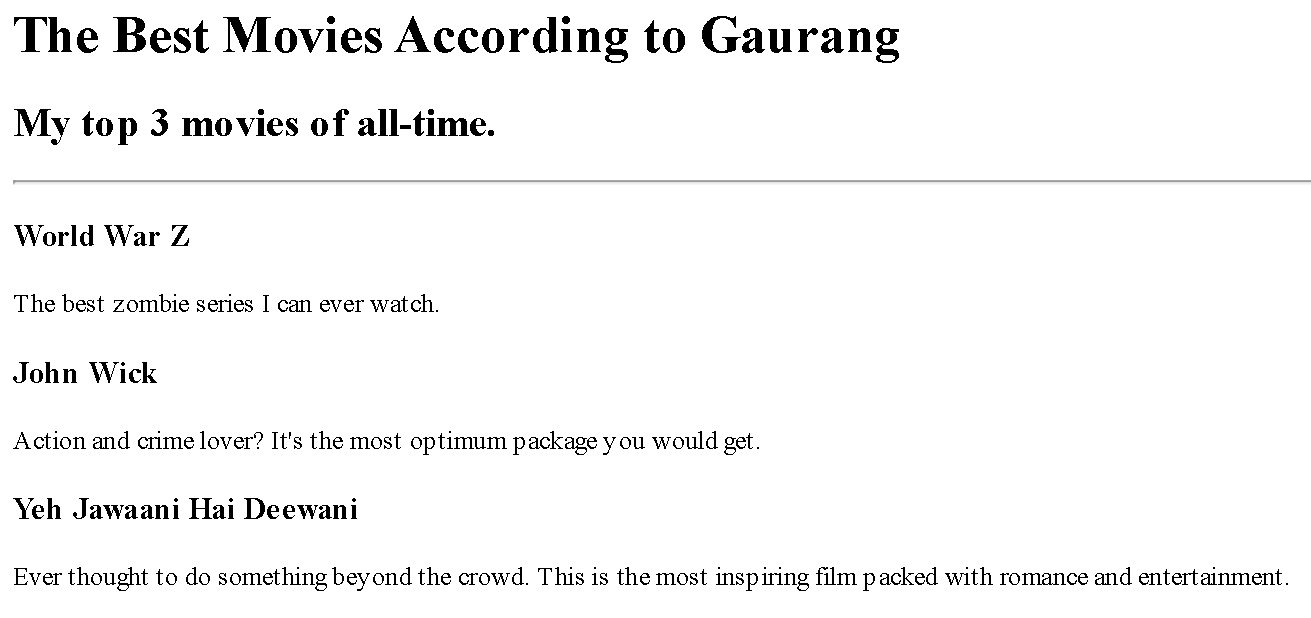 The Best Movies According to Gaurang
My top 3 movies of all-time.
World War Z
The best zombie series I can ever watch.
John Wick
Action and crime lover? It's the most optimum package you would get.
Yeh Jawaani Hai Deewani
Ever thought to do something beyond the crowd. This is the most inspiring film packed with romance and entertainment.